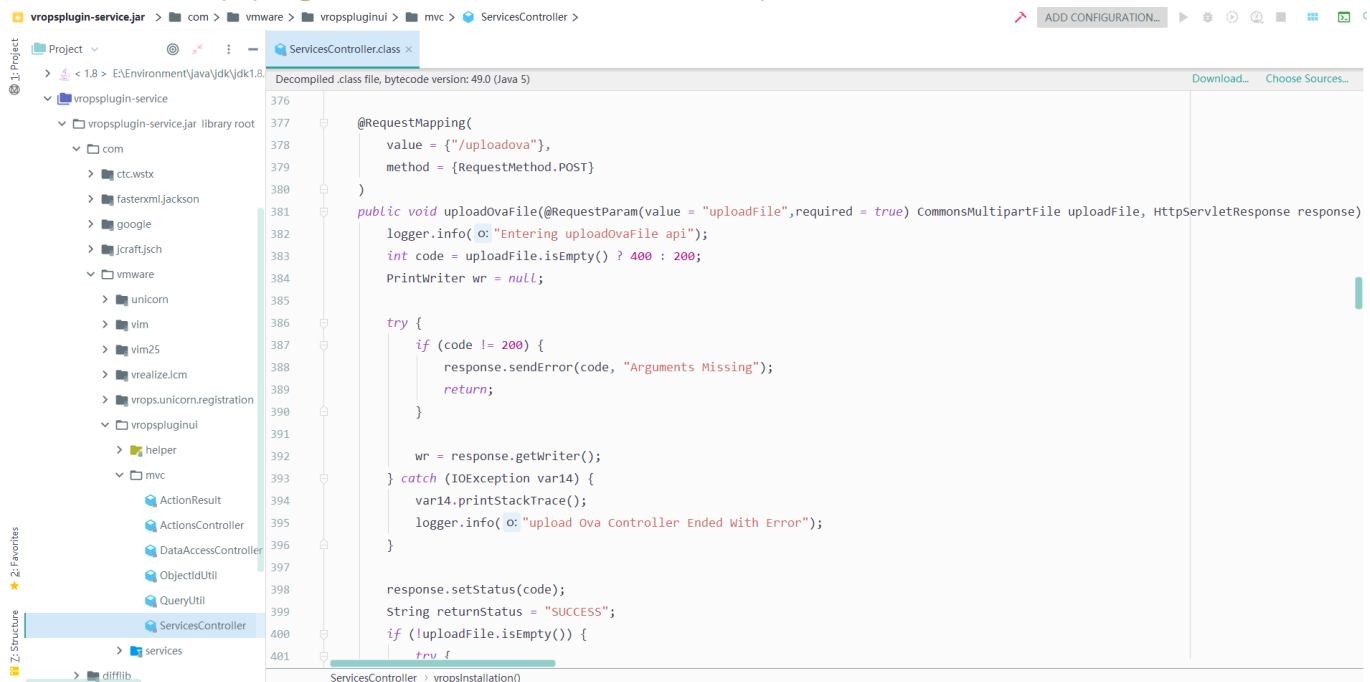 vropsplugin-service.jar com vmware vropspluginui mvc ServicesController ADD CONFIGURATION...
1: Project
Project
ServicesController.class
Decompiled .class file, bytecode version: 49.0 (Java 5) Download... Choose Sources...
< 1.8 > E:\Environment\java\jdk\jdk1.8.
vropsplugin-service
vropsplugin-service.jar library root
com
ctc.wstx
fasterxml.jackson
google
jcraft.jsch
vmware
unicorn
vim
vim25
vrealize.lcm
vrops.unicorn.registration
vropspluginui
helper
mvc
ActionResult
ActionsController
DataAccessController
ObjectIdUtil
QueryUtil
ServicesController
services
difflib
2: Favorites
Z: Structure
376
377 @RequestMapping(
378 value = {"/uploadova"},
379 method = {RequestMethod.POST}
380 )
381 public void uploadOvaFile(@RequestParam(value = "uploadFile",required = true) CommonsMultipartFile uploadFile, HttpServletResponse response)
382 logger.info( o: "Entering uploadOvaFile api");
383 int code = uploadFile.isEmpty() ? 400 : 200;
384 PrintWriter wr = null;
385
386 try {
387 if (code != 200) {
388 response.sendError(code, "Arguments Missing");
389 return;
390 }
391
392 wr = response.getWriter();
393 } catch (IOException var14) {
394 var14.printStackTrace();
395 logger.info( o: "upload Ova Controller Ended With Error");
396 }
397
398 response.setStatus(code);
399 String returnStatus = "SUCCESS";
400 if (!uploadFile.isEmpty()) {
401 try {
ServicesController vropsInstallation()